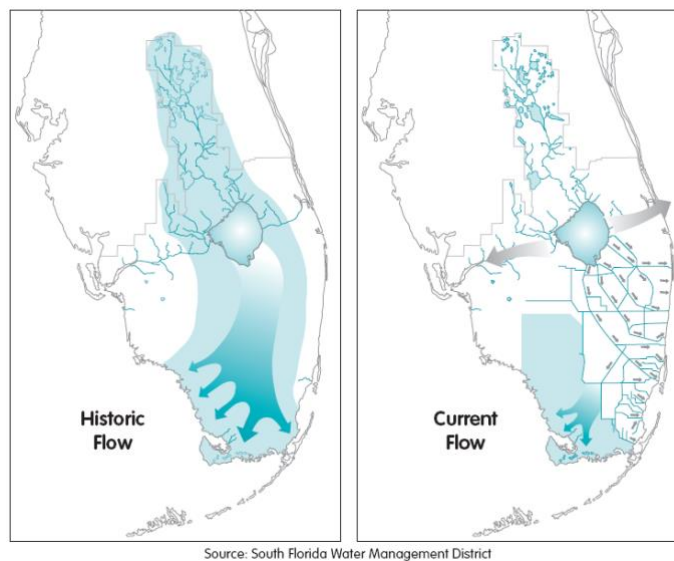 Historic
Flow
Current
Flow
Source: South Florida Water Management District